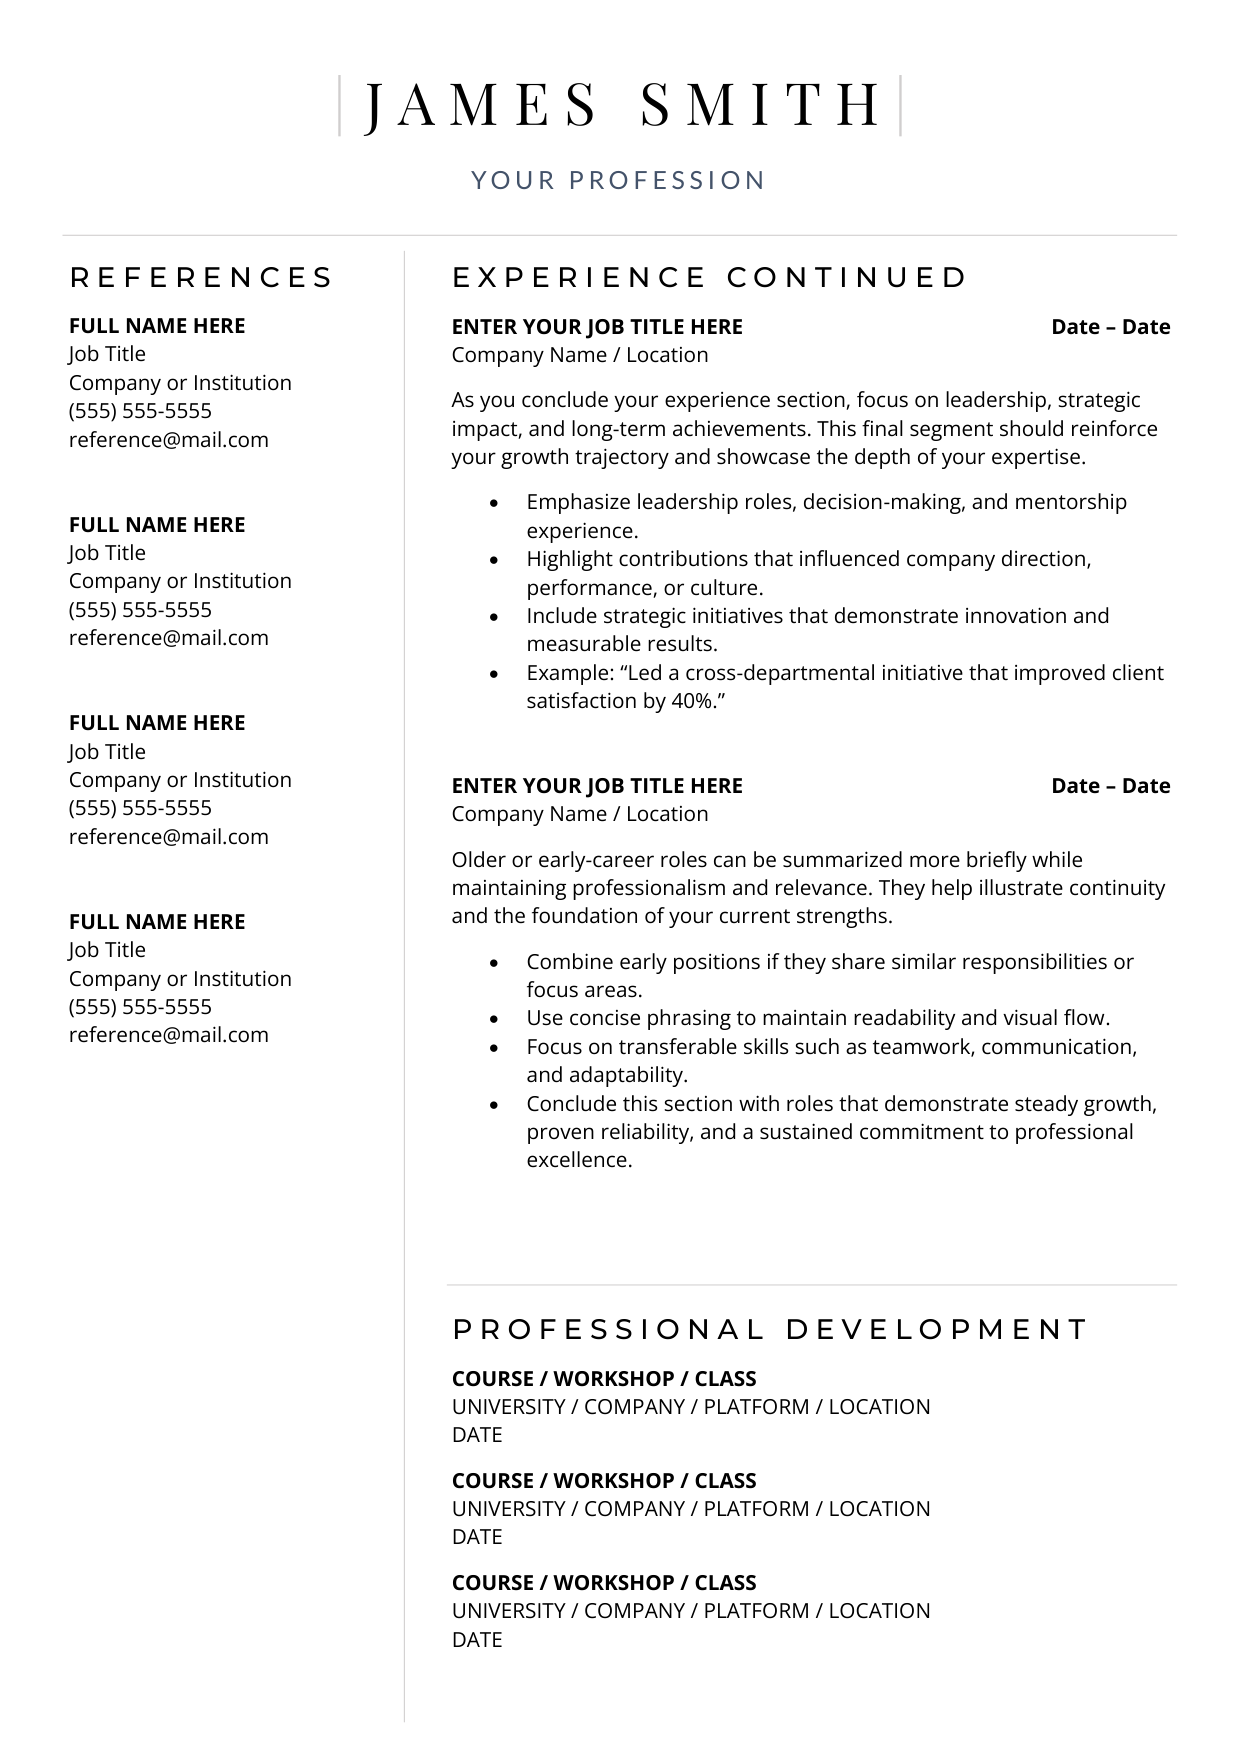 JAMES SMITH
YOUR PROFESSION
REFERENCES
FULL NAME HERE
Job Title
Company or Institution
(555) 555-5555
reference@mail.com
FULL NAME HERE
Job Title
Company or Institution
(555) 555-5555
reference@mail.com
FULL NAME HERE
Job Title
Company or Institution
(555) 555-5555
reference@mail.com
FULL NAME HERE
Job Title
Company or Institution
(555) 555-5555
reference@mail.com
EXPERIENCE CONTINUED
ENTER YOUR JOB TITLE HERE Date – Date
Company Name / Location
As you conclude your experience section, focus on leadership, strategic
impact, and long-term achievements. This final segment should reinforce
your growth trajectory and showcase the depth of your expertise.
• Emphasize leadership roles, decision-making, and mentorship
experience.
• Highlight contributions that influenced company direction,
performance, or culture.
• Include strategic initiatives that demonstrate innovation and
measurable results.
• Example: “Led a cross-departmental initiative that improved client
satisfaction by 40%.”
ENTER YOUR JOB TITLE HERE Date – Date
Company Name / Location
Older or early-career roles can be summarized more briefly while
maintaining professionalism and relevance. They help illustrate continuity
and the foundation of your current strengths.
• Combine early positions if they share similar responsibilities or
focus areas.
• Use concise phrasing to maintain readability and visual flow.
• Focus on transferable skills such as teamwork, communication,
and adaptability.
• Conclude this section with roles that demonstrate steady growth,
proven reliability, and a sustained commitment to professional
excellence.
PROFESSIONAL DEVELOPMENT
COURSE / WORKSHOP / CLASS
UNIVERSITY / COMPANY / PLATFORM / LOCATION
DATE
COURSE / WORKSHOP / CLASS
UNIVERSITY / COMPANY / PLATFORM / LOCATION
DATE
COURSE / WORKSHOP / CLASS
UNIVERSITY / COMPANY / PLATFORM / LOCATION
DATE